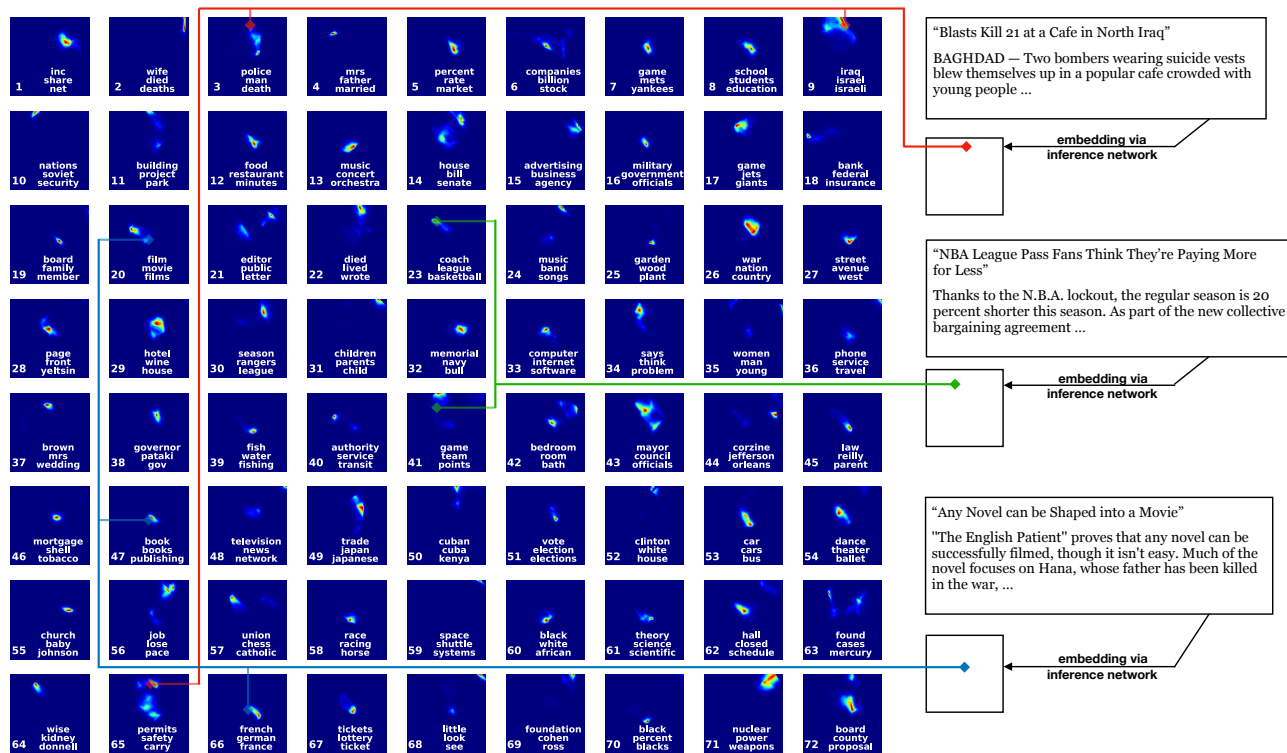 inc
share
1 net
wife
died
2 deaths
police
man
3 death
mrs
father
4 married
percent
rate
5 market
companies
billion
6 stock
game
mets
7 yankees
school
students
8 education
iraq
israel
9 israeli
“Blasts Kill 21 at a Cafe in North Iraq”
BAGHDAD — Two bombers wearing suicide vests
blew themselves up in a popular cafe crowded with
young people ...
nations
soviet
10 security
building
project
11 park
food
restaurant
12 minutes
music
concert
13 orchestra
house
bill
14 senate
advertising
business
15 agency
military
government
16 officials
game
jets
17 giants
bank
federal
18 insurance
embedding via
inference network
board
family
19 member
film
movie
20 films
editor
public
21 letter
died
lived
22 wrote
coach
league
23 basketball
music
band
24 songs
garden
wood
25 plant
war
nation
26 country
street
avenue
27 west
“NBA League Pass Fans Think They’re Paying More
for Less”
Thanks to the N.B.A. lockout, the regular season is 20
percent shorter this season. As part of the new collective
bargaining agreement ...
page
front
28 yeltsin
hotel
wine
29 house
season
rangers
30 league
children
parents
31 child
memorial
navy
32 bull
computer
internet
33 software
says
think
34 problem
women
man
35 young
phone
service
36 travel
embedding via
inference network
brown
mrs
37 wedding
governor
pataki
38 gov
fish
water
39 fishing
authority
service
40 transit
game
team
41 points
bedroom
room
42 bath
mayor
council
43 officials
corzine
jefferson
44 orleans
law
reilly
45 parent
mortgage
shell
46 tobacco
book
books
47 publishing
television
news
48 network
trade
japan
49 japanese
cuban
cuba
50 kenya
vote
election
51 elections
clinton
white
52 house
car
cars
53 bus
dance
theater
54 ballet
“Any Novel can be Shaped into a Movie”
"The English Patient" proves that any novel can be
successfully filmed, though it isn't easy. Much of the
novel focuses on Hana, whose father has been killed
in the war, ...
church
baby
55 johnson
job
lose
56 pace
union
chess
57 catholic
race
racing
58 horse
space
shuttle
59 systems
black
white
60 african
theory
science
61 scientific
hall
closed
62 schedule
found
cases
63 mercury
embedding via
inference network
wise
kidney
64 donnell
permits
safety
65 carry
french
german
66 france
tickets
lottery
67 ticket
little
look
68 see
foundation
cohen
69 ross
black
percent
70 blacks
nuclear
power
71 weapons
board
county
72 proposal